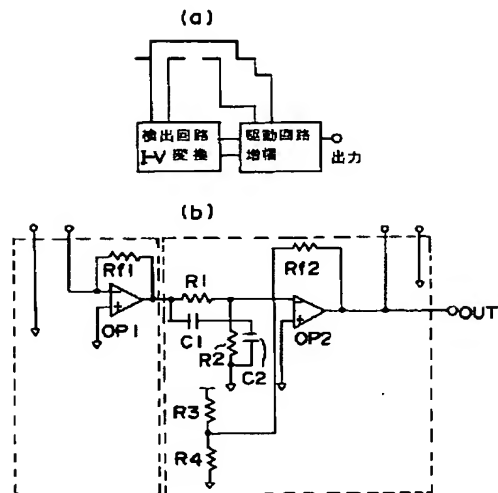 (a)
検出回路
I-V 変換
駆動回路
増幅
出力
(b)
Rf1
R1
Rf2
OP1
C1
R2
C2
OP2
OUT
R3
R4